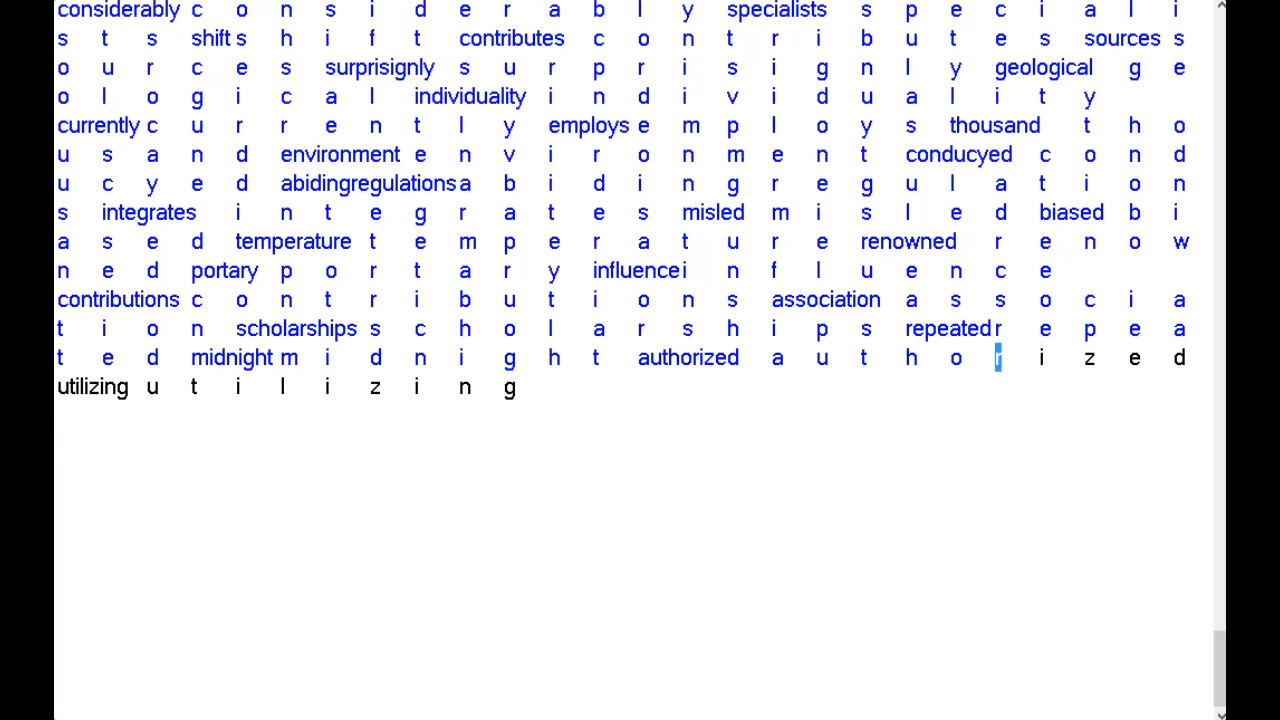 considerably c o n s i d e r a b l y specialists s p e c i a l i
s t s shift s h i f t contributes c o n t r i b u t e s sources s
o u r c e s surprisignly s u r p r i s i g n l y geological g e
o l o g i c a l individuality i n d i v i d u a l i t y
currently c u r r e n t l y employs e m p l o y s thousand t h o
u s a n d environment e n v i r o n m e n t conducyed c o n d
u c y e d abidingregulations a b i d i n g r e g u l a t i o n
s integrates i n t e g r a t e s misled m i s l e d biased b i
a s e d temperature t e m p e r a t u r e renowned r e n o w
n e d portary p o r t a r y influence i n f l u e n c e
contributions c o n t r i b u t i o n s association a s s o c i a
t i o n scholarships s c h o l a r s h i p s repeated r e p e a
t e d midnight m i d n i g h t authorized a u t h o r i z e d
utilizing u t i l i z i n g